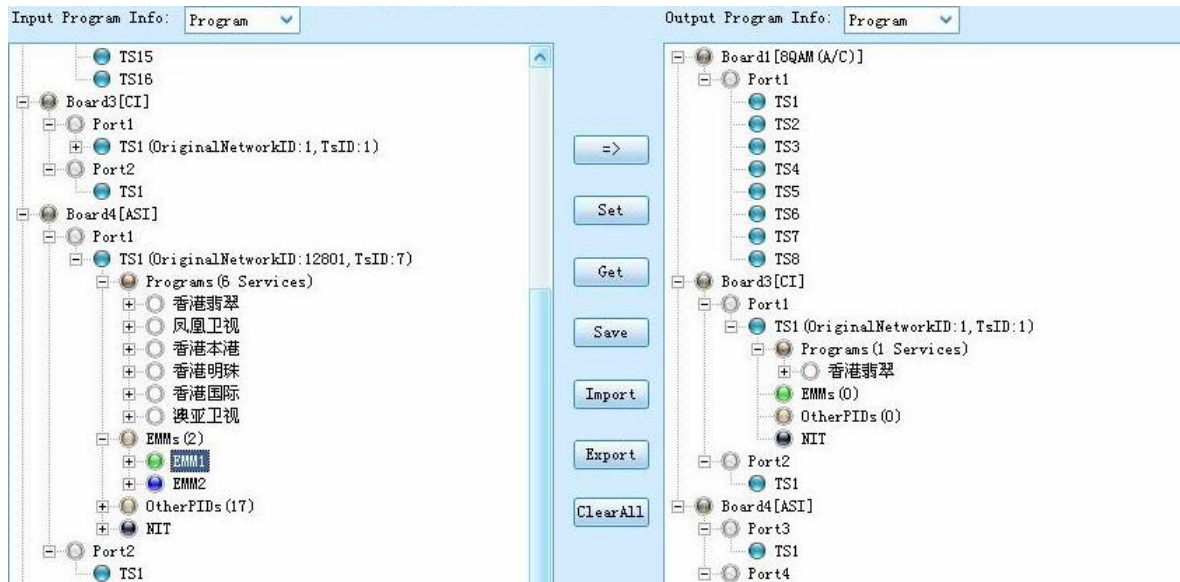 Input Program Info: Program
TS15
TS16
Board3[CI]
Port1
TS1(OriginalNetworkID:1,TsID:1)
Port2
TS1
Board4[ASI]
Port1
TS1(OriginalNetworkID:12801,TsID:7)
Programs(6 Services)
香港翡翠
凤凰卫视
香港本港
香港明珠
香港国际
澳亚卫视
EMMs(2)
EMM1
EMM2
OtherPIDs(17)
NIT
Port2
TS1
=>
Set
Get
Save
Import
Export
ClearAll
Output Program Info: Program
Board1[8QAM(A/C)]
Port1
TS1
TS2
TS3
TS4
TS5
TS6
TS7
TS8
Board3[CI]
Port1
TS1(OriginalNetworkID:1,TsID:1)
Programs(1 Services)
香港翡翠
EMMs(0)
OtherPIDs(0)
NIT
Port2
TS1
Board4[ASI]
Port3
TS1
Port4